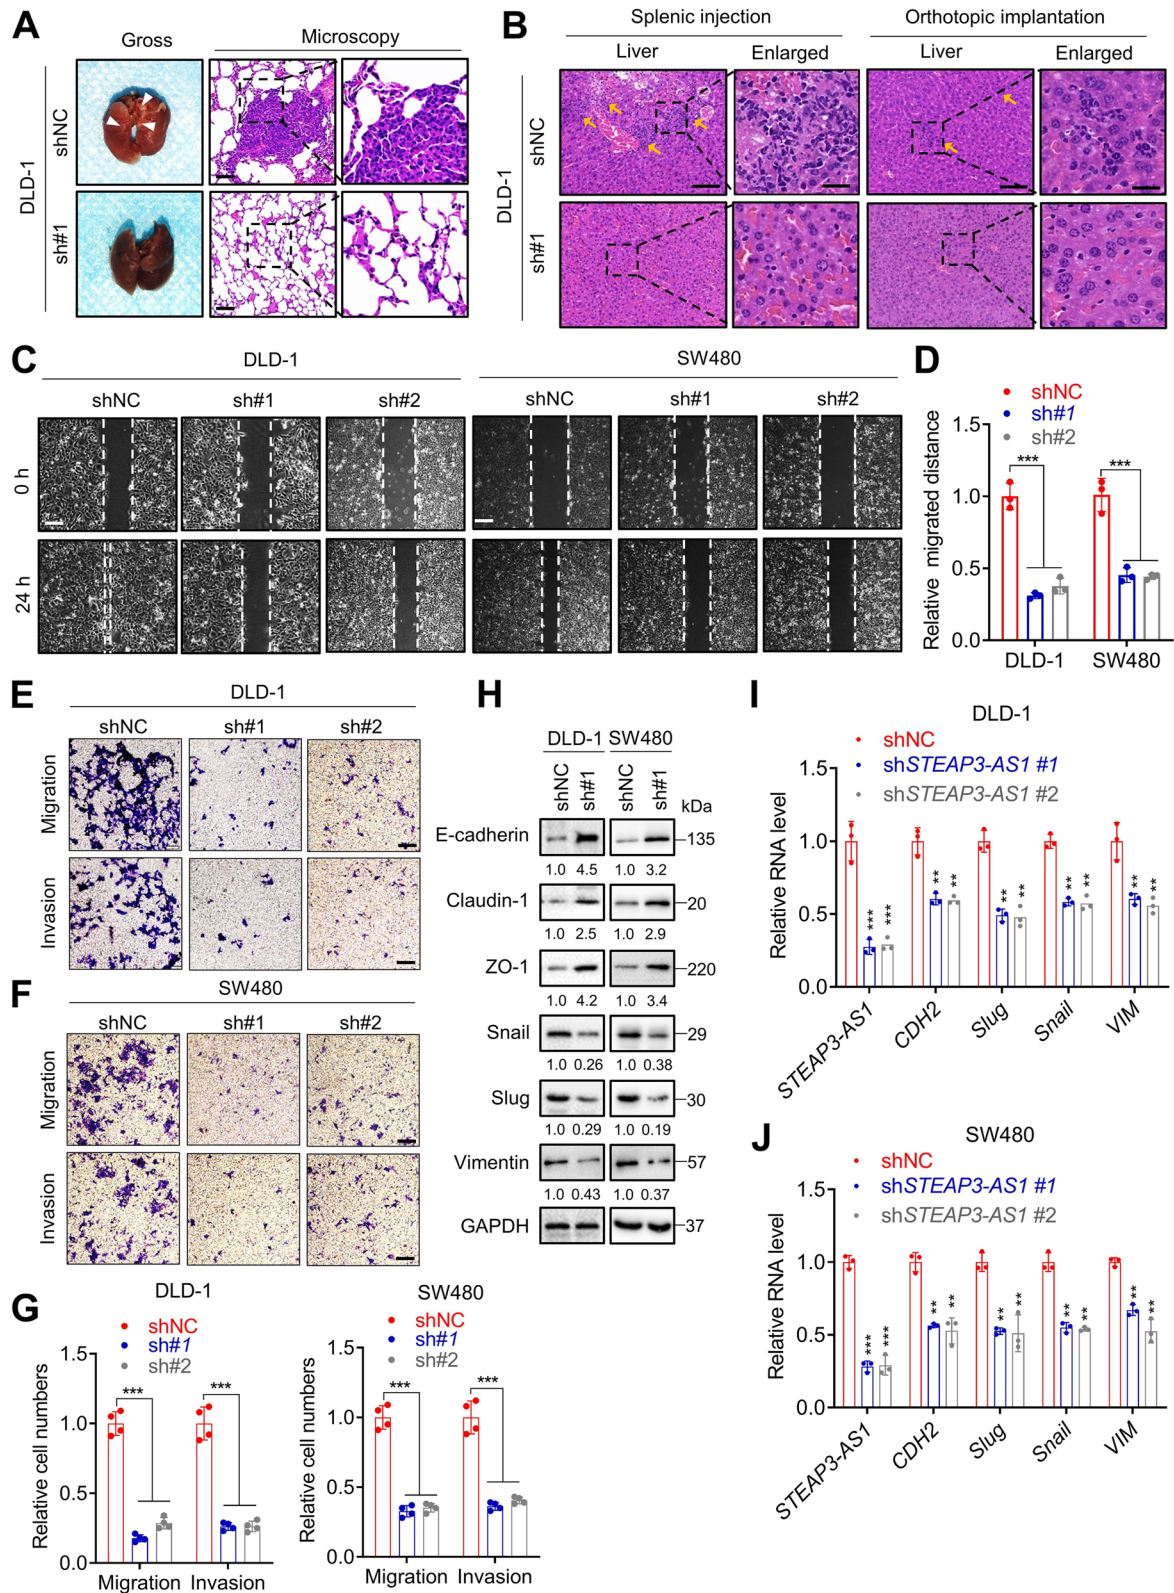 A
Gross
Microscopy
DLD-1
shNC
sh#1
B
Splenic injection
Orthotopic implantation
Liver
Enlarged
Liver
Enlarged
DLD-1
shNC
sh#1
C
DLD-1
SW480
shNC
sh#1
sh#2
shNC
sh#1
sh#2
0 h
24 h
D
shNC
sh#1
sh#2
Relative migrated distance
1.5
1.0
0.5
0.0
***
***
DLD-1
SW480
E
DLD-1
shNC
sh#1
sh#2
Migration
Invasion
F
SW480
shNC
sh#1
sh#2
Migration
Invasion
G
DLD-1
shNC
sh#1
sh#2
Relative cell numbers
1.5
1.0
0.5
0.0
***
***
Migration
Invasion
SW480
shNC
sh#1
sh#2
Relative cell numbers
1.5
1.0
0.5
0.0
***
***
Migration
Invasion
H
DLD-1 SW480
shNC sh#1 shNC sh#1 kDa
E-cadherin 135
1.0 4.5 1.0 3.2
Claudin-1 20
1.0 2.5 1.0 2.9
ZO-1 220
1.0 4.2 1.0 3.4
Snail 29
1.0 0.26 1.0 0.38
Slug 30
1.0 0.29 1.0 0.19
Vimentin 57
1.0 0.43 1.0 0.37
GAPDH 37
I
DLD-1
shNC
shSTEAP3-AS1 #1
shSTEAP3-AS1 #2
Relative RNA level
1.5
1.0
0.5
0.0
*** ***
** **
** **
** **
** **
STEAP3-AS1
CDH2
Slug
Snail
VIM
J
SW480
shNC
shSTEAP3-AS1 #1
shSTEAP3-AS1 #2
Relative RNA level
1.5
1.0
0.5
0.0
*** ***
** **
** **
** **
** **
STEAP3-AS1
CDH2
Slug
Snail
VIM